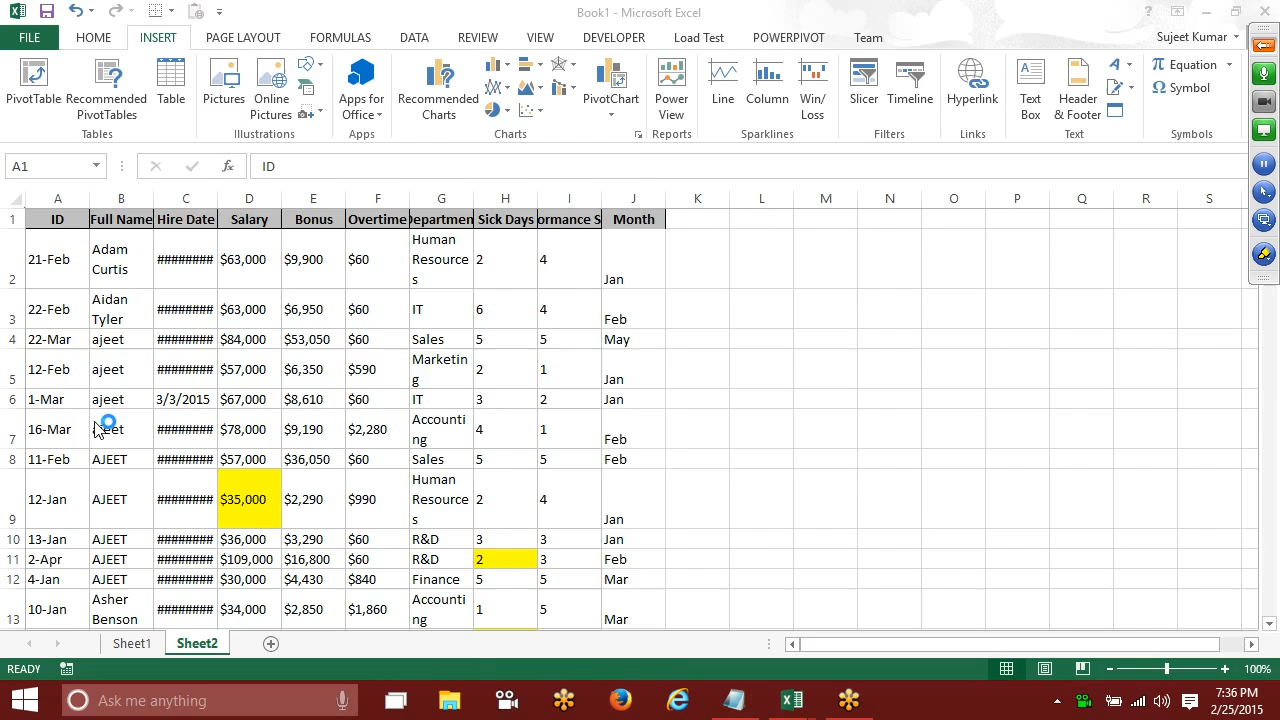 Book1 - Microsoft Excel
FILE HOME INSERT PAGE LAYOUT FORMULAS DATA REVIEW VIEW DEVELOPER Load Test POWERPIVOT Team Sujeet Kumar
PivotTable Recommended PivotTables Table Pictures Online Pictures Apps for Office Recommended Charts PivotChart Power View Line Column Win/ Loss Slicer Timeline Hyperlink Text Box Header & Footer Equation Symbol
Tables Illustrations Apps Charts Reports Sparklines Filters Links Text Symbols
A1 fx ID
A B C D E F G H I J K L M N O P Q R S
1 ID Full Name Hire Date Salary Bonus Overtime Departmen Sick Days ormance S Month
2 21-Feb Adam Curtis ######## $63,000 $9,900 $60 Human Resource s 2 4 Jan
3 22-Feb Aidan Tyler ######## $63,000 $6,950 $60 IT 6 4 Feb
4 22-Mar ajeet ######## $84,000 $53,050 $60 Sales 5 5 May
5 12-Feb ajeet ######## $57,000 $6,350 $590 Marketin g 2 1 Jan
6 1-Mar ajeet 3/3/2015 $67,000 $8,610 $60 IT 3 2 Jan
7 16-Mar ajeet ######## $78,000 $9,190 $2,280 Accounti ng 4 1 Feb
8 11-Feb AJEET ######## $57,000 $36,050 $60 Sales 5 5 Feb
9 12-Jan AJEET ######## $35,000 $2,290 $990 Human Resource s 2 4 Jan
10 13-Jan AJEET ######## $36,000 $3,290 $60 R&D 3 3 Jan
11 2-Apr AJEET ######## $109,000 $16,800 $60 R&D 2 3 Feb
12 4-Jan AJEET ######## $30,000 $4,430 $840 Finance 5 5 Mar
13 10-Jan Asher Benson ######## $34,000 $2,850 $1,860 Accounti ng 1 5 Mar
Sheet1 Sheet2
READY 100%
Ask me anything 7:36 PM
2/25/2015